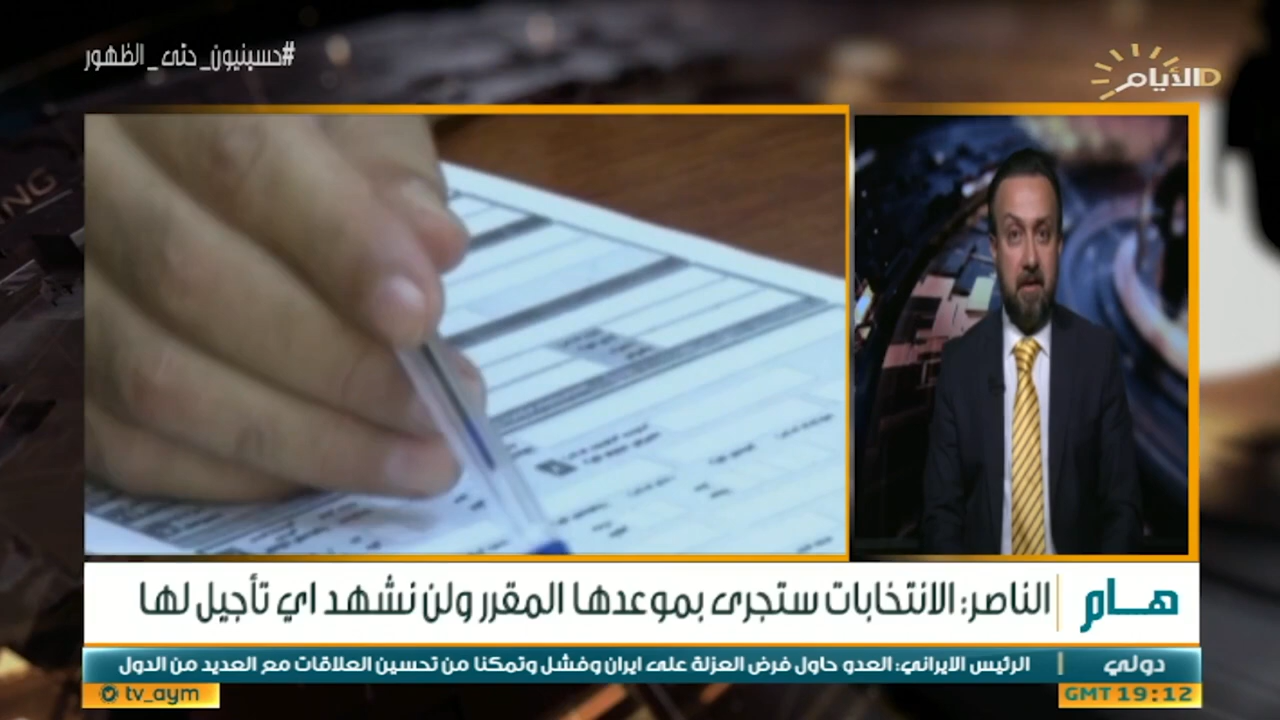 #حسينيون_حتى_الظهور
الأيام
هام
الناصر: الانتخابات ستجرى بموعدها المقرر ولن نشهد اي تأجيل لها
دولي | الرئيس الايراني: العدو حاول فرض العزلة على ايران وفشل وتمكنا من تحسين العلاقات مع العديد من الدول
tv_aym
GMT 19:12